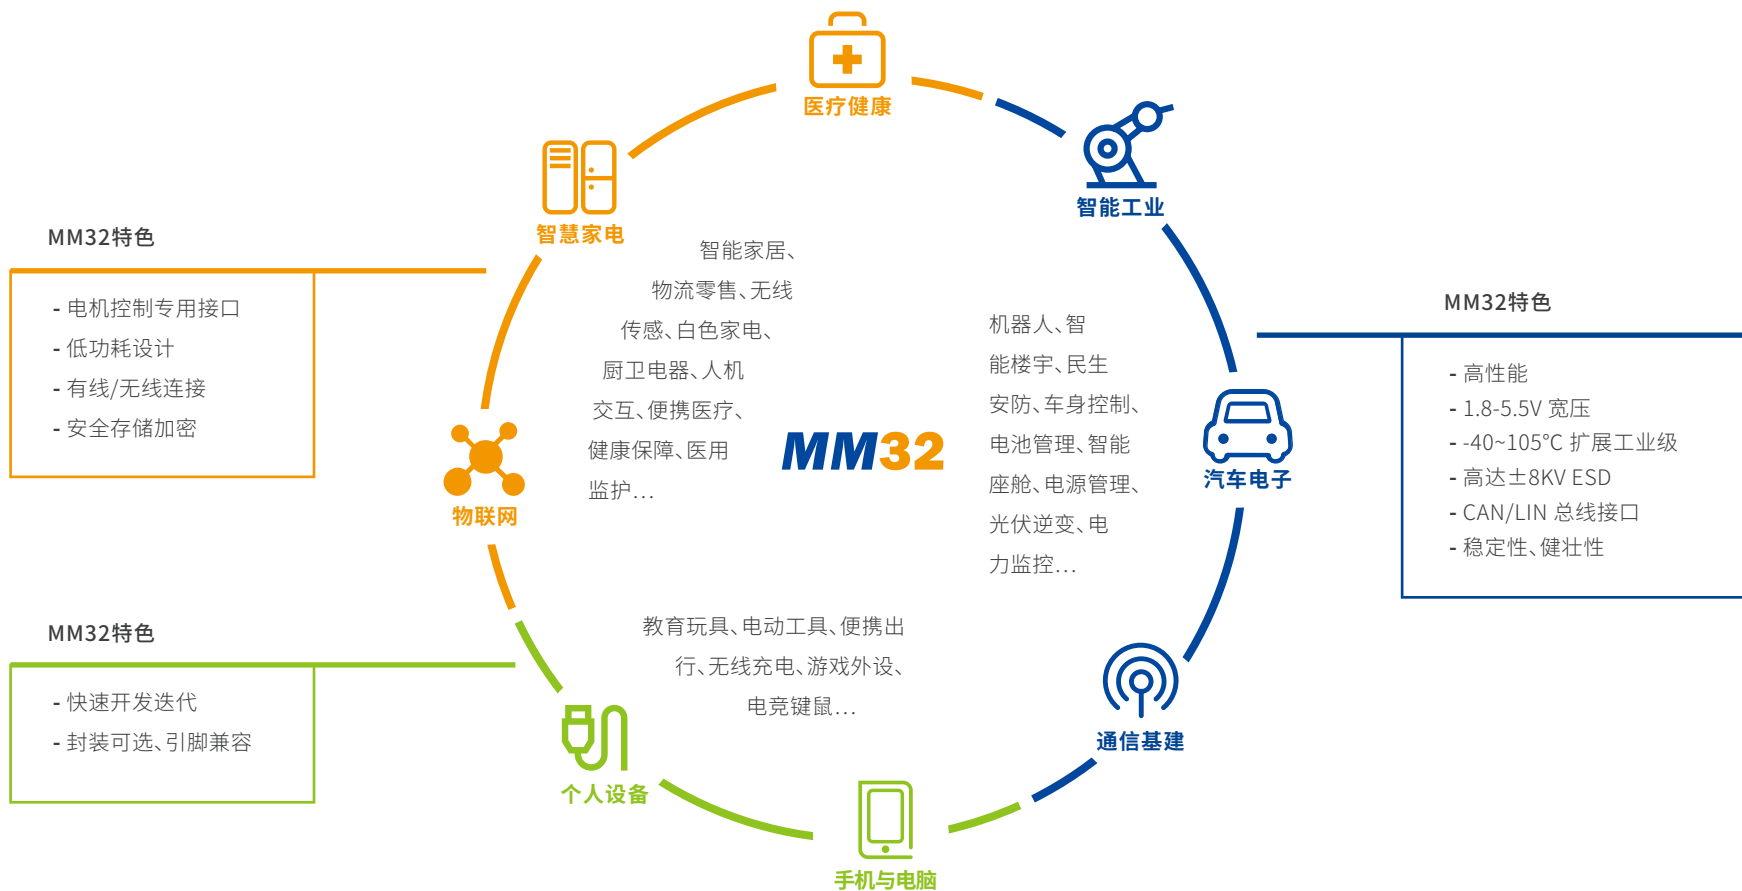 医疗健康
智能工业
智慧家电
MM32特色
- 电机控制专用接口
- 低功耗设计
- 有线/无线连接
- 安全存储加密
智能家居、
物流零售、无线
传感、白色家电、
厨卫电器、人机
交互、便携医疗、
健康保障、医用
监护...
MM32
机器人、智
能楼宇、民生
安防、车身控制、
电池管理、智能
座舱、电源管理、
光伏逆变、电
力监控...
MM32特色
- 高性能
- 1.8-5.5V 宽压
- -40~105℃ 扩展工业级
- 高达±8KV ESD
- CAN/LIN 总线接口
- 稳定性、健壮性
汽车电子
物联网
MM32特色
- 快速开发迭代
- 封装可选、引脚兼容
教育玩具、电动工具、便携出
行、无线充电、游戏外设、
电竞键鼠...
通信基建
个人设备
手机与电脑